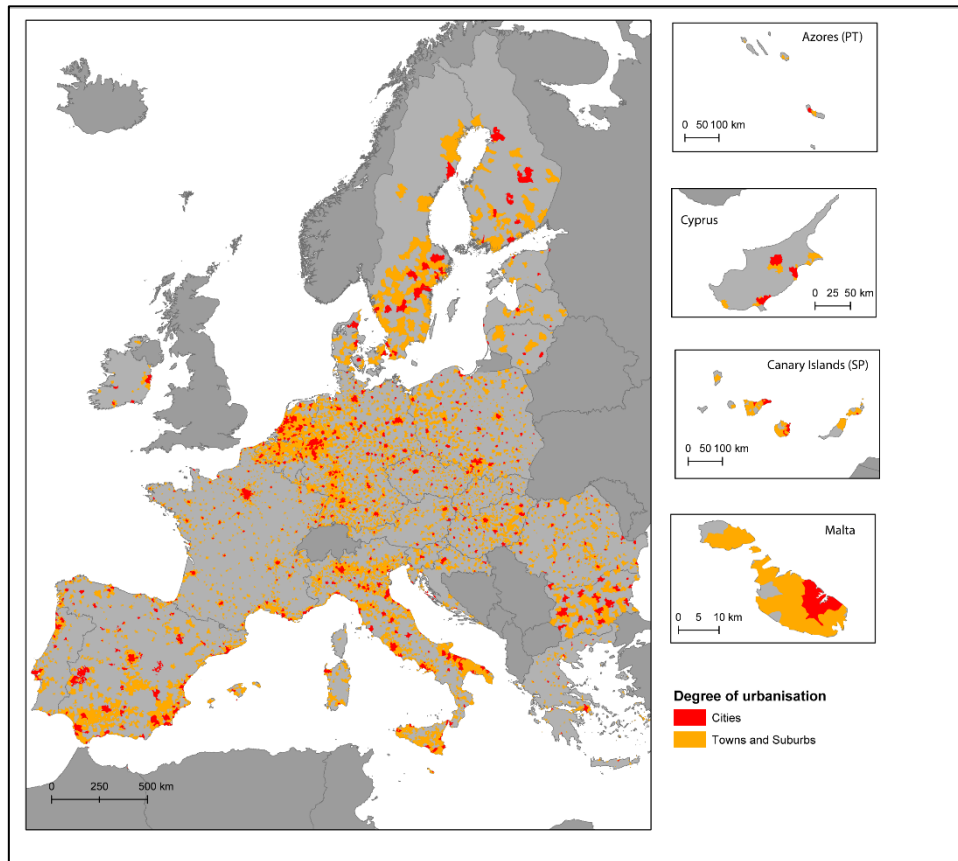 Azores (PT)
0 50 100 km
Cyprus
0 25 50 km
Canary Islands (SP)
0 50 100 km
Malta
0 5 10 km
Degree of urbanisation
Cities
Towns and Suburbs
0 250 500 km